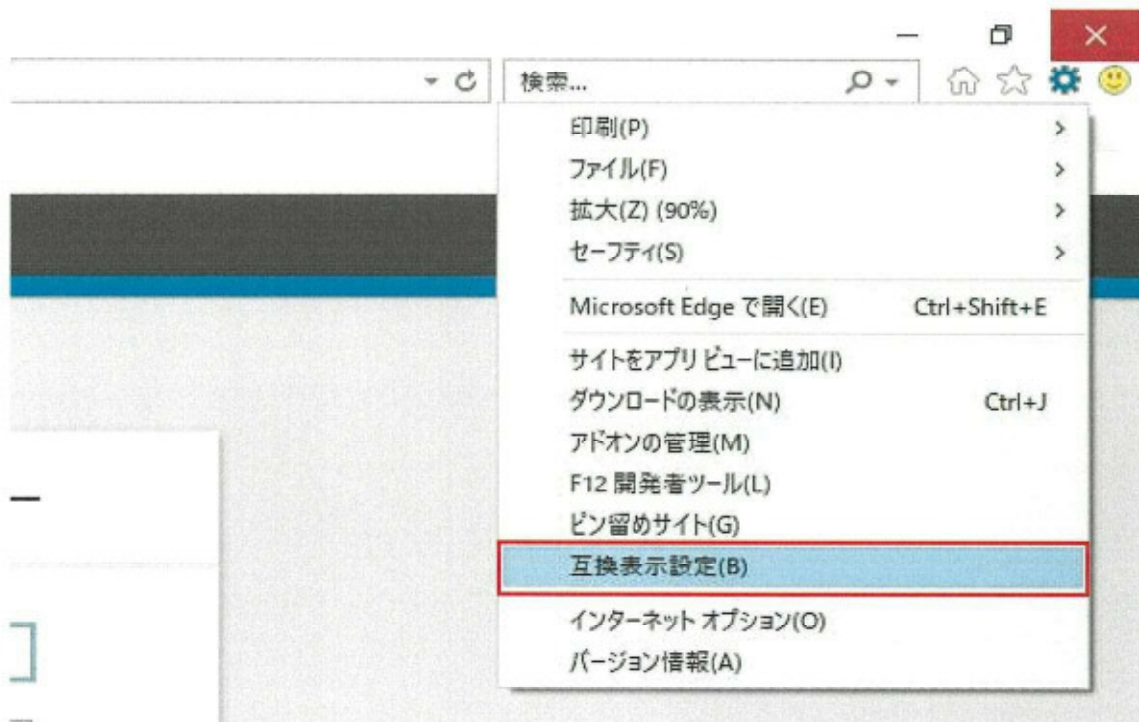 検索...
印刷(P)
ファイル(F)
拡大(Z) (90%)
セーフティ(S)
Microsoft Edge で開く(E) Ctrl+Shift+E
サイトをアプリ ビューに追加(I)
ダウンロードの表示(N) Ctrl+J
アドオンの管理(M)
F12 開発者ツール(L)
ピン留めサイト(G)
互換表示設定(B)
インターネット オプション(O)
バージョン情報(A)